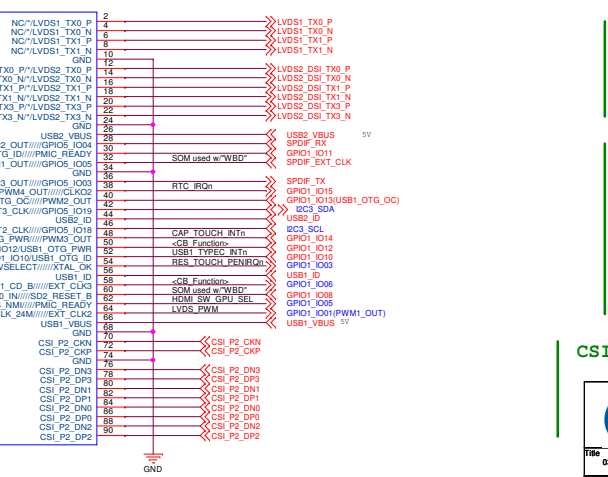 NC/*/LVDS1_TX0_P 2 LVDS1_TX0_P
NC/*/LVDS1_TX0_N 4 LVDS1_TX0_N
NC/*/LVDS1_TX1_P 6 LVDS1_TX1_P
NC/*/LVDS1_TX1_N 8 LVDS1_TX1_N
GND 10
TX0_P/*/LVDS2_TX0_P 12 LVDS2_DSI_TX0_P
TX0_N/*/LVDS2_TX0_N 14 LVDS2_DSI_TX0_N
TX1_P/*/LVDS2_TX1_P 16 LVDS2_DSI_TX1_P
TX1_N/*/LVDS2_TX1_N 18 LVDS2_DSI_TX1_N
TX3_P/*/LVDS2_TX3_P 20 LVDS2_DSI_TX3_P
TX3_N/*/LVDS2_TX3_N 22 LVDS2_DSI_TX3_N
GND 24
USB2_VBUS 26 USB2_VBUS 5V
2_OUT/////GPIO5_IO04 28 SPDIF_RX
TG_ID/////PMIC_READY 30 GPIO1_IO11
1_OUT/////GPIO5_IO05 32 SOM used w/"WBD" SPDIF_EXT_CLK
GND 34
3_OUT/////GPIO5_IO03 36 SPDIF_TX
PWM4_OUT//////CLKO2 38 RTC_IRQn GPIO1_IO15
TG_OC/////PWM2_OUT 40 GPIO1_IO13(USB1_OTG_OC)
T3_CLK/////GPIO5_IO19 42 I2C3_SDA
USB2_ID 44 USB2_ID
T2_CLK/////GPIO5_IO18 46 I2C3_SCL
PWR/////PWM3_OUT 48 CAP_TOUCH_INTn GPIO1_IO14
IO12/USB1_OTG_PWR 50 <CB_Function> GPIO1_IO12
1_IO10/USB1_OTG_ID 52 USB1_TYPEC_INTn GPIO1_IO10
VSELECT//////XTAL_OK 54 RES_TOUCH_PENIRQn GPIO1_IO03
USB1_ID 56 USB1_ID
CD_B//////EXT_CLK3 58 <CB_Function> GPIO1_IO06
0_IN/////SD2_RESET_B 60 SOM used w/"WBD" GPIO1_IO08
NMI/////PMIC_READY 62 HDMI_SW_GPU_SEL GPIO1_IO05
LK_24M//////EXT_CLK2 64 LVDS_PWM GPIO1_IO01(PWM1_OUT)
USB1_VBUS 66 USB1_VBUS 5V
GND 68
CSI_P2_CKN 70 CSI_P2_CKN
CSI_P2_CKP 72 CSI_P2_CKP
GND 74
CSI_P2_DN3 76 CSI_P2_DN3
CSI_P2_DP3 78 CSI_P2_DP3
CSI_P2_DN1 80 CSI_P2_DN1
CSI_P2_DP1 82 CSI_P2_DP1
CSI_P2_DN0 84 CSI_P2_DN0
CSI_P2_DP0 86 CSI_P2_DP0
CSI_P2_DN2 88 CSI_P2_DN2
CSI_P2_DP2 90 CSI_P2_DP2
GND
CSI
Title